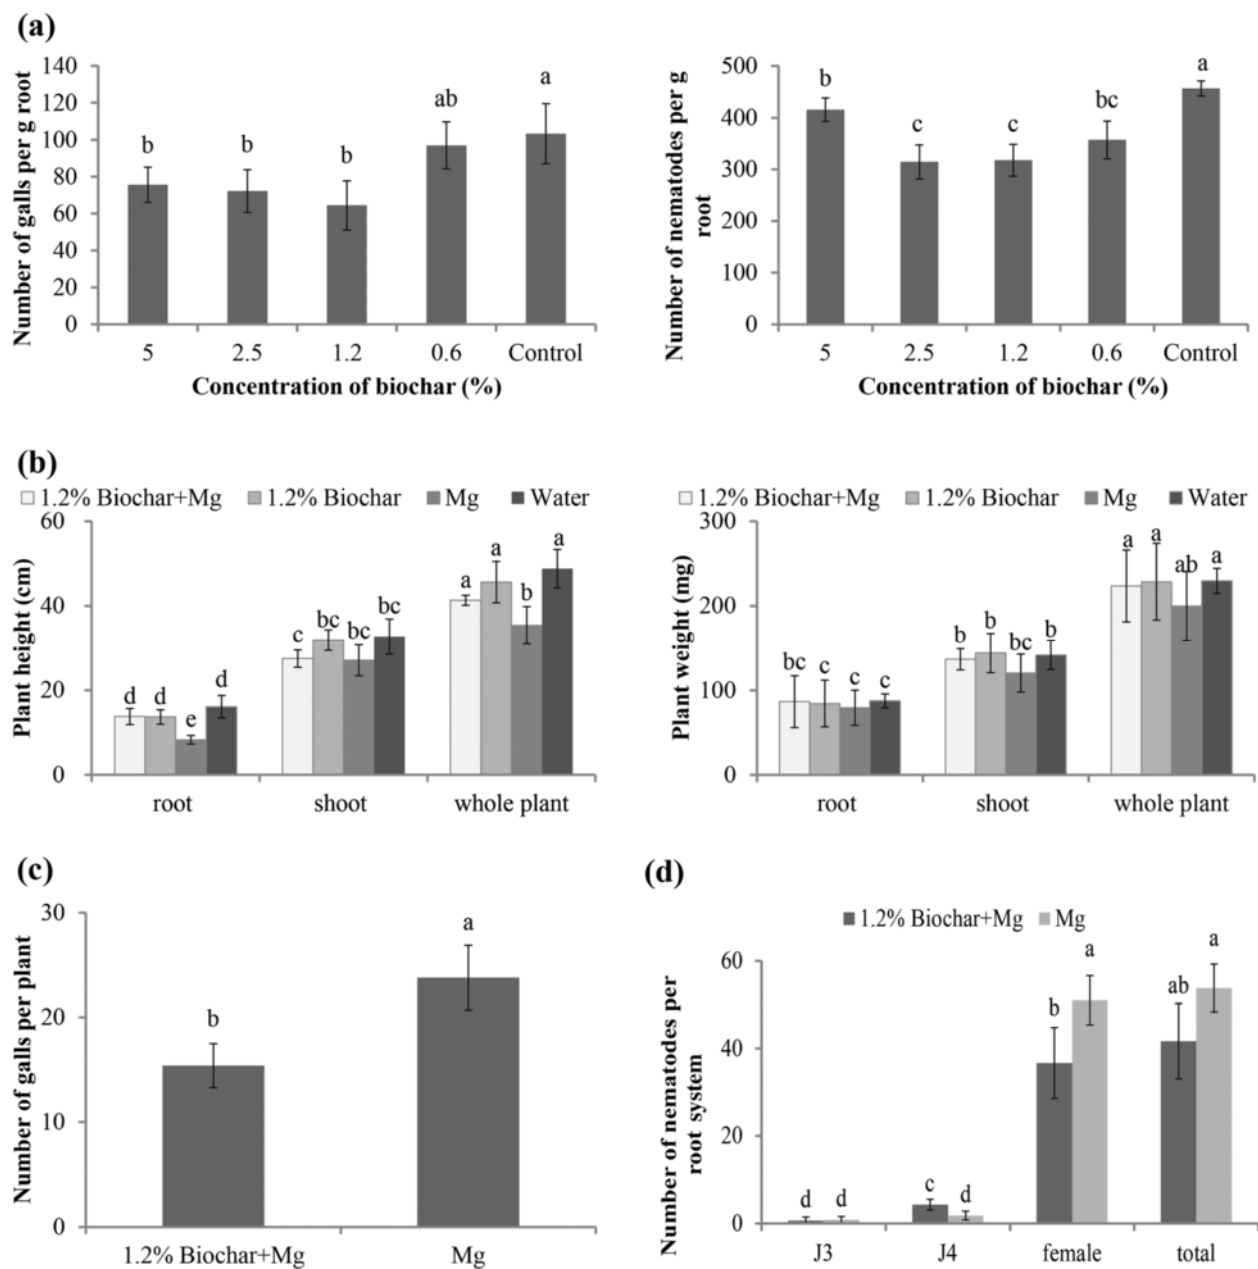 (a)
140
120
100
80
60
40
20
0
Number of galls per g root
b
b
b
ab
a
5
2.5
1.2
0.6
Control
Concentration of biochar (%)
500
400
300
200
100
0
Number of nematodes per g
root
b
c
c
bc
a
5
2.5
1.2
0.6
Control
Concentration of biochar (%)
(b)
1.2% Biochar+Mg
1.2% Biochar
Mg
Water
60
40
20
0
Plant height (cm)
d
d
e
d
c
bc
bc
bc
a
a
b
a
root
shoot
whole plant
1.2% Biochar+Mg
1.2% Biochar
Mg
Water
300
200
100
0
Plant weight (mg)
bc
c
c
c
b
b
bc
b
a
a
ab
a
root
shoot
whole plant
(c)
30
20
10
0
Number of galls per plant
b
a
1.2% Biochar+Mg
Mg
(d)
1.2% Biochar+Mg
Mg
60
40
20
0
Number of nematodes per
root system
d
d
c
d
b
a
ab
a
J3
J4
female
total